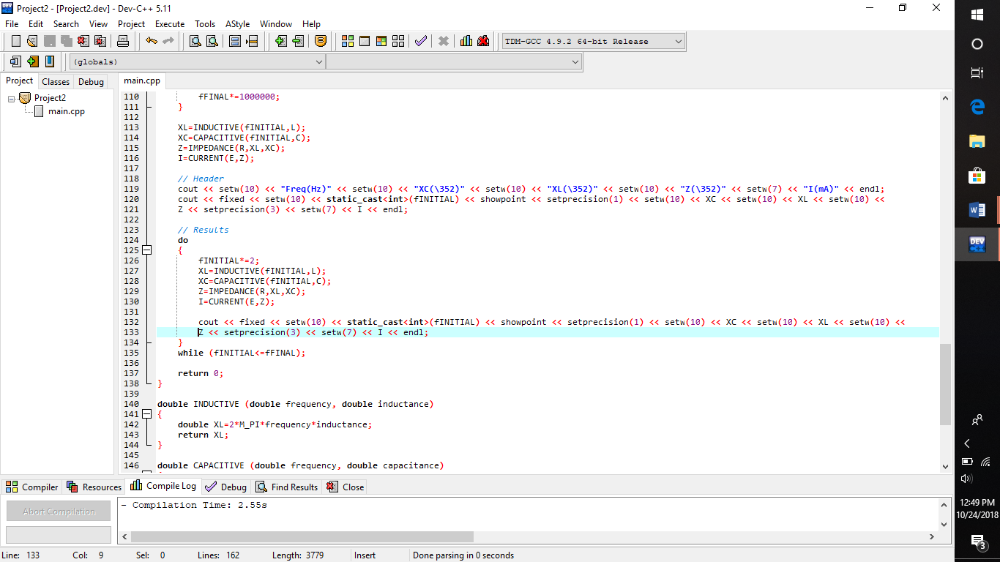 Project2 - [Project2.dev] - Dev-C++ 5.11
File Edit Search View Project Execute Tools AStyle Window Help
TDM-GCC 4.9.2 64-bit Release
(globals)
Project Classes Debug
main.cpp
Project2
main.cpp
110 fFINAL*=1000000;
111 }
112
113 XL=INDUCTIVE(fINITIAL,L);
114 XC=CAPACITIVE(fINITIAL,C);
115 Z=IMPEDANCE(R,XL,XC);
116 I=CURRENT(E,Z);
117
118 // Header
119 cout << setw(10) << "Freq(Hz)" << setw(10) << "XC(\352)" << setw(10) << "XL(\352)" << setw(10) << "Z(\352)" << setw(7) << "I(mA)" << endl;
120 cout << fixed << setw(10) << static_cast<int>(fINITIAL) << showpoint << setprecision(1) << setw(10) << XC << setw(10) << XL << setw(10) <<
121 Z << setprecision(3) << setw(7) << I << endl;
122
123 // Results
124 do
125 {
126 fINITIAL*=2;
127 XL=INDUCTIVE(fINITIAL,L);
128 XC=CAPACITIVE(fINITIAL,C);
129 Z=IMPEDANCE(R,XL,XC);
130 I=CURRENT(E,Z);
131
132 cout << fixed << setw(10) << static_cast<int>(fINITIAL) << showpoint << setprecision(1) << setw(10) << XC << setw(10) << XL << setw(10) <<
133 Z << setprecision(3) << setw(7) << I << endl;
134 }
135 while (fINITIAL<=fFINAL);
136
137 return 0;
138 }
139
140 double INDUCTIVE (double frequency, double inductance)
141 {
142 double XL=2*M_PI*frequency*inductance;
143 return XL;
144 }
145
146 double CAPACITIVE (double frequency, double capacitance)
Compiler Resources Compile Log Debug Find Results Close
Abort Compilation
- Compilation Time: 2.55s
Line: 133 Col: 9 Sel: 0 Lines: 162 Length: 3779 Insert Done parsing in 0 seconds
DEV
12:49 PM
10/24/2018
3